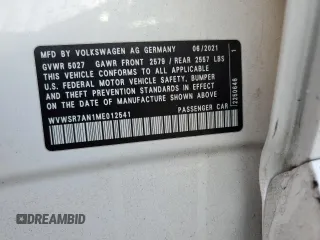 MFD BY VOLKSWAGEN AG GERMANY 06/2021
GVWR 5027 GAWR FRONT 2579 / REAR 2557 LBS
THIS VEHICLE CONFORMS TO ALL APPLICABLE
U.S. FEDERAL MOTOR VEHICLE SAFETY, BUMPER
AND THEFT PREVENTION STANDARDS IN EFFECT
ON THE DATE OF MANUFACTURE SHOWN ABOVE.
WVWSR7AN1ME012541 PASSENGER CAR
1
2250646
DREAMBID